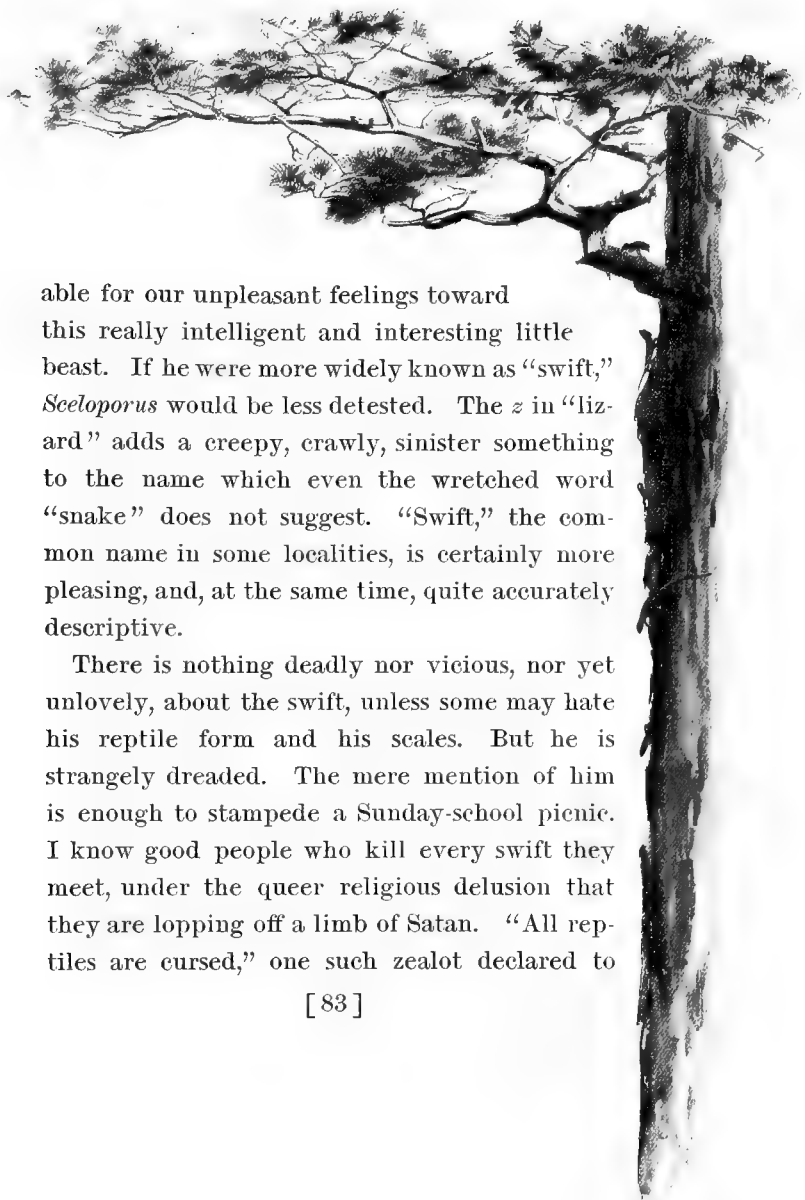 able for our unpleasant feelings toward
this really intelligent and interesting little
beast. If he were more widely known as “swift,”
Sceloporus would be less detested. The z in “liz-
ard” adds a creepy, crawly, sinister something
to the name which even the wretched word
“snake” does not suggest. “Swift,” the com-
mon name in some localities, is certainly more
pleasing, and, at the same time, quite accurately
descriptive.
There is nothing deadly nor vicious, nor yet
unlovely, about the swift, unless some may hate
his reptile form and his scales. But he is
strangely dreaded. The mere mention of him
is enough to stampede a Sunday-school picnic.
I know good people who kill every swift they
meet, under the queer religious delusion that
they are lopping off a limb of Satan. “All rep-
tiles are cursed,” one such zealot declared to
[83]